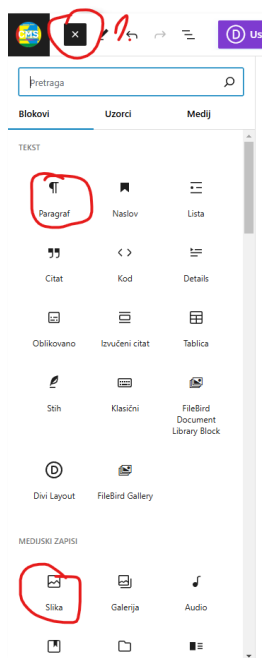 CMS
1.
D Us
Pretraga
Blokovi Uzorci Medij
TEKST
Paragraf Naslov Lista
Citat Kod Details
Oblikovano Izvučeni citat Tablica
Stih Klasični FileBird
Document
Library Block
D
Divi Layout FileBird Gallery
MEDIJSKI ZAPISI
Slika Galerija Audio